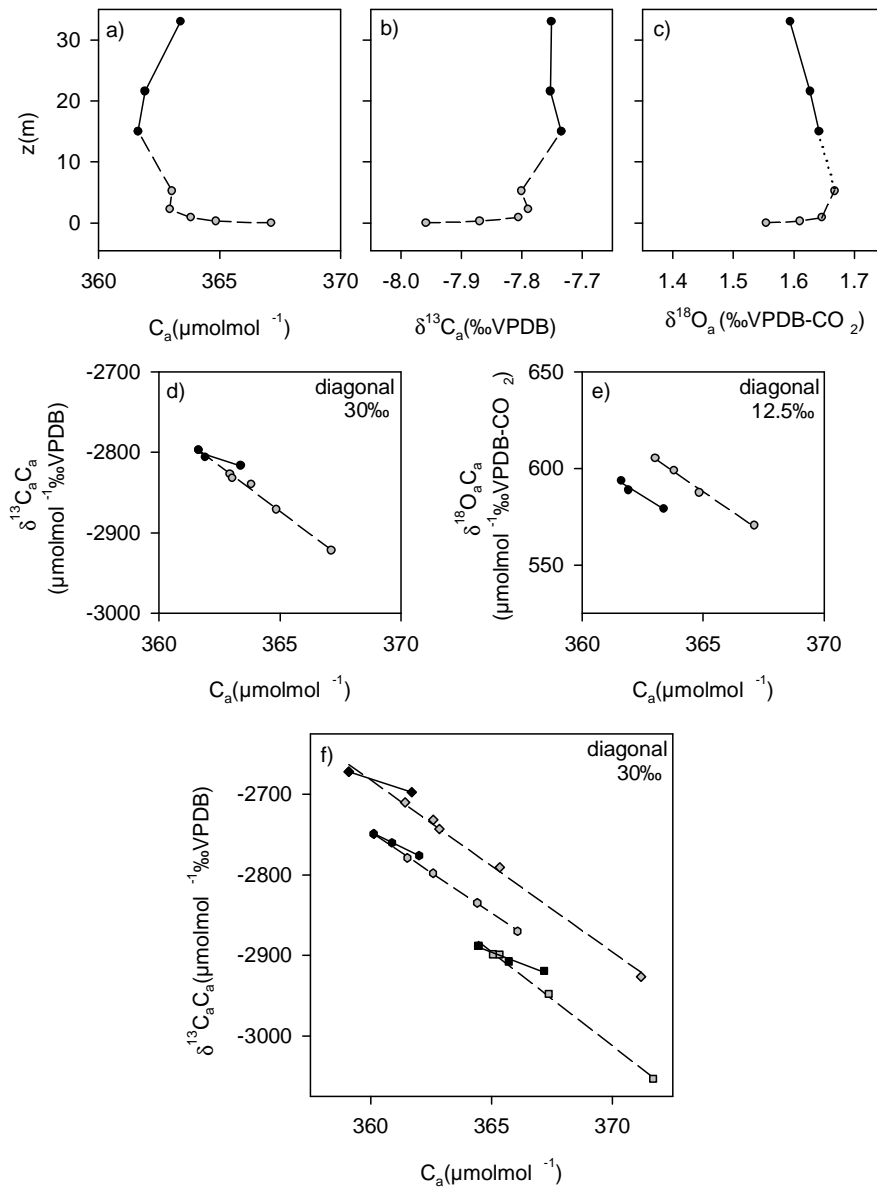 a)
b)
c)
30
20
10
0
z(m)
360 365 370
-8.0 -7.9 -7.8 -7.7
1.4 1.5 1.6 1.7
Cₐ(µmolmol ⁻¹)
δ¹³Cₐ(‰VPDB)
δ¹⁸Oₐ(‰VPDB-CO ₂)
d)
diagonal
30‰
-2700
-2800
-2900
-3000
δ¹³CₐCₐ
(µmolmol ⁻¹‰VPDB)
360 365 370
Cₐ(µmolmol ⁻¹)
e)
diagonal
12.5‰
650
600
550
δ¹⁸OₐCₐ
(µmolmol ⁻¹‰VPDB-CO ₂)
360 365 370
Cₐ(µmolmol ⁻¹)
f)
diagonal
30‰
-2700
-2800
-2900
-3000
δ¹³CₐCₐ(µmolmol ⁻¹‰VPDB)
360 365 370
Cₐ(µmolmol ⁻¹)